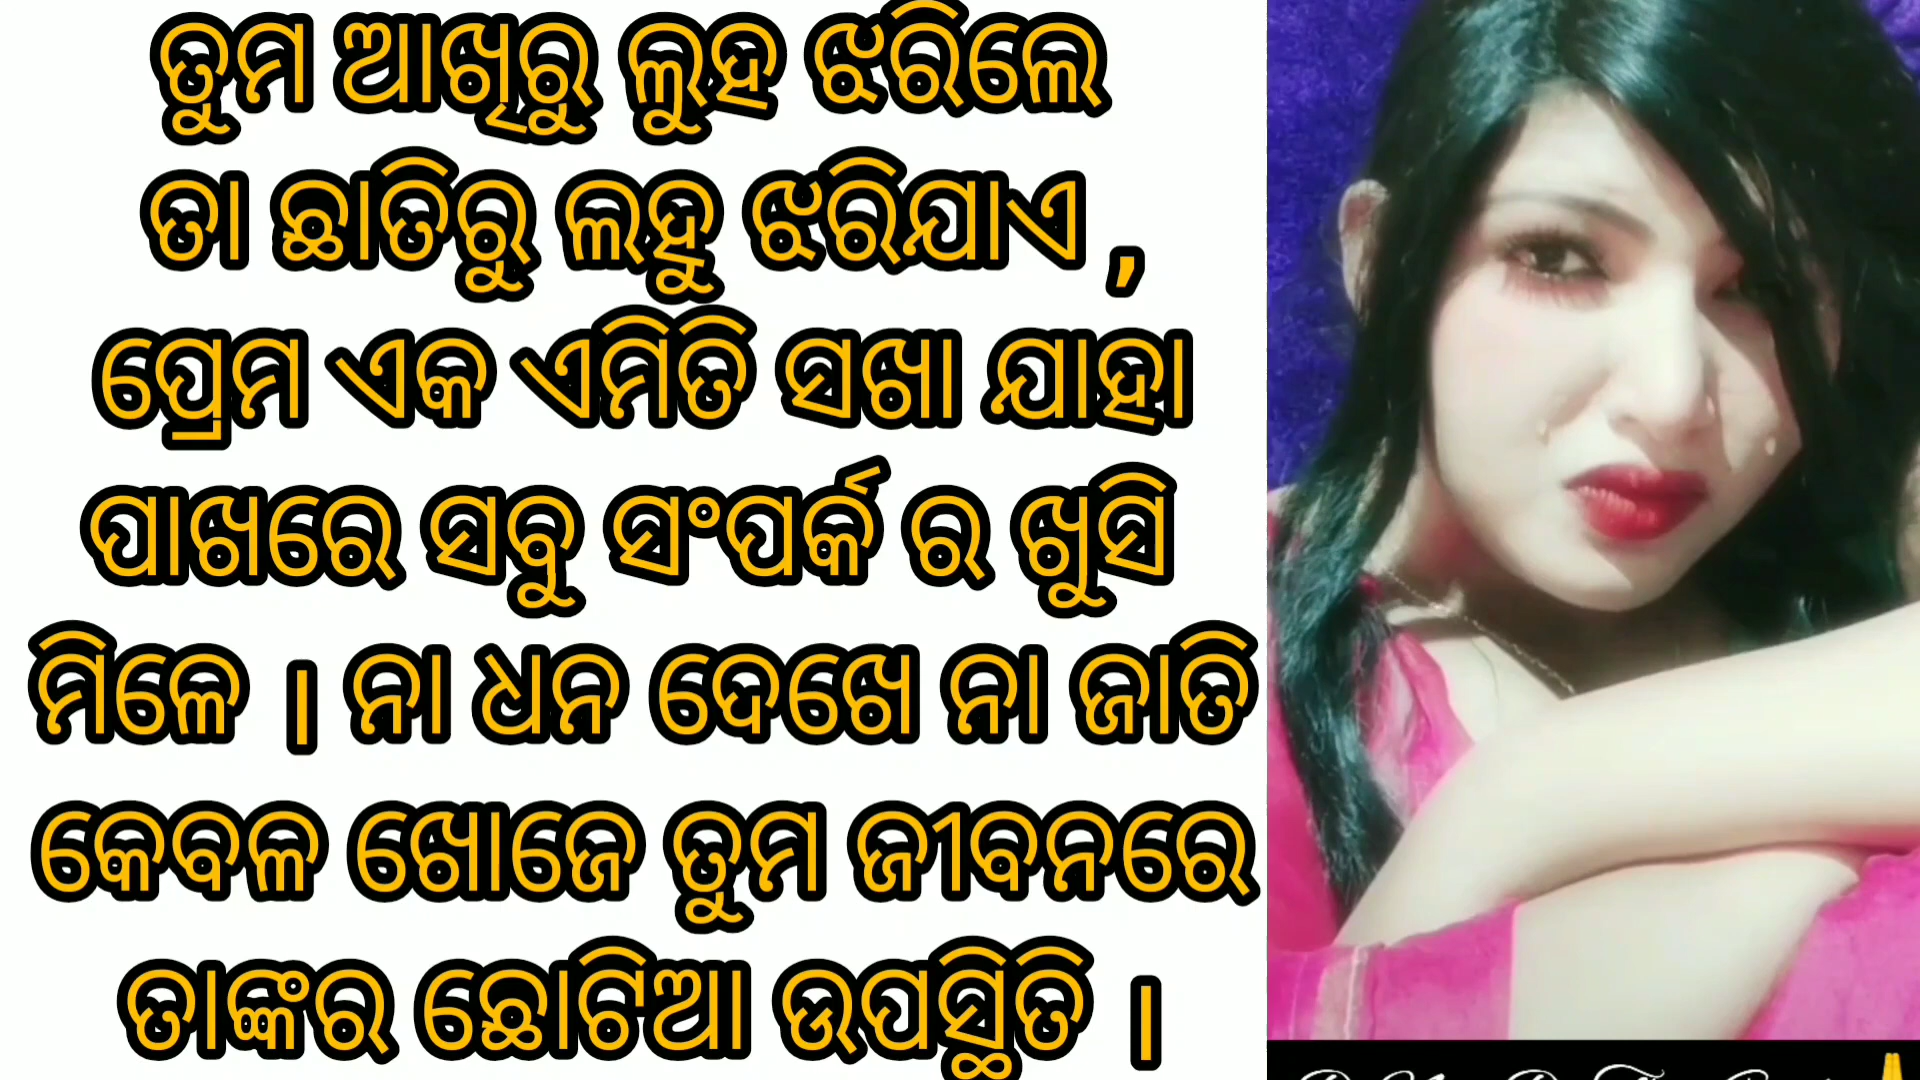 ତୁମ ଆଖିରୁ ଲୁହ ଝରିଲେ
ତା ଛାତିରୁ ଲହୁ ଝରିଯାଏ ,
ପ୍ରେମ ଏକ ଏମିତି ସଖା ଯାହା
ପାଖରେ ସବୁ ସଂପର୍କ ର ଖୁସି
ମିଳେ । ନା ଧନ ଦେଖେ ନା ଜାତି
କେବଳ ଖୋଜେ ତୁମ ଜୀବନରେ
ତାଙ୍କର ଛୋଟିଆ ଉପସ୍ଥିତି ।